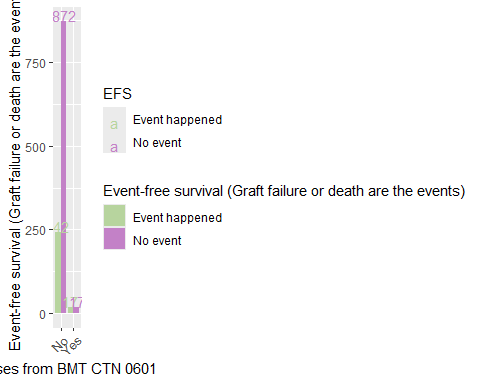 872
Event-free survival (Graft failure or death are the even
750
500
250
0
No
Yes
ses from BMT CTN 0601
EFS
a Event happened
a No event
Event-free survival (Graft failure or death are the events)
Event happened
No event